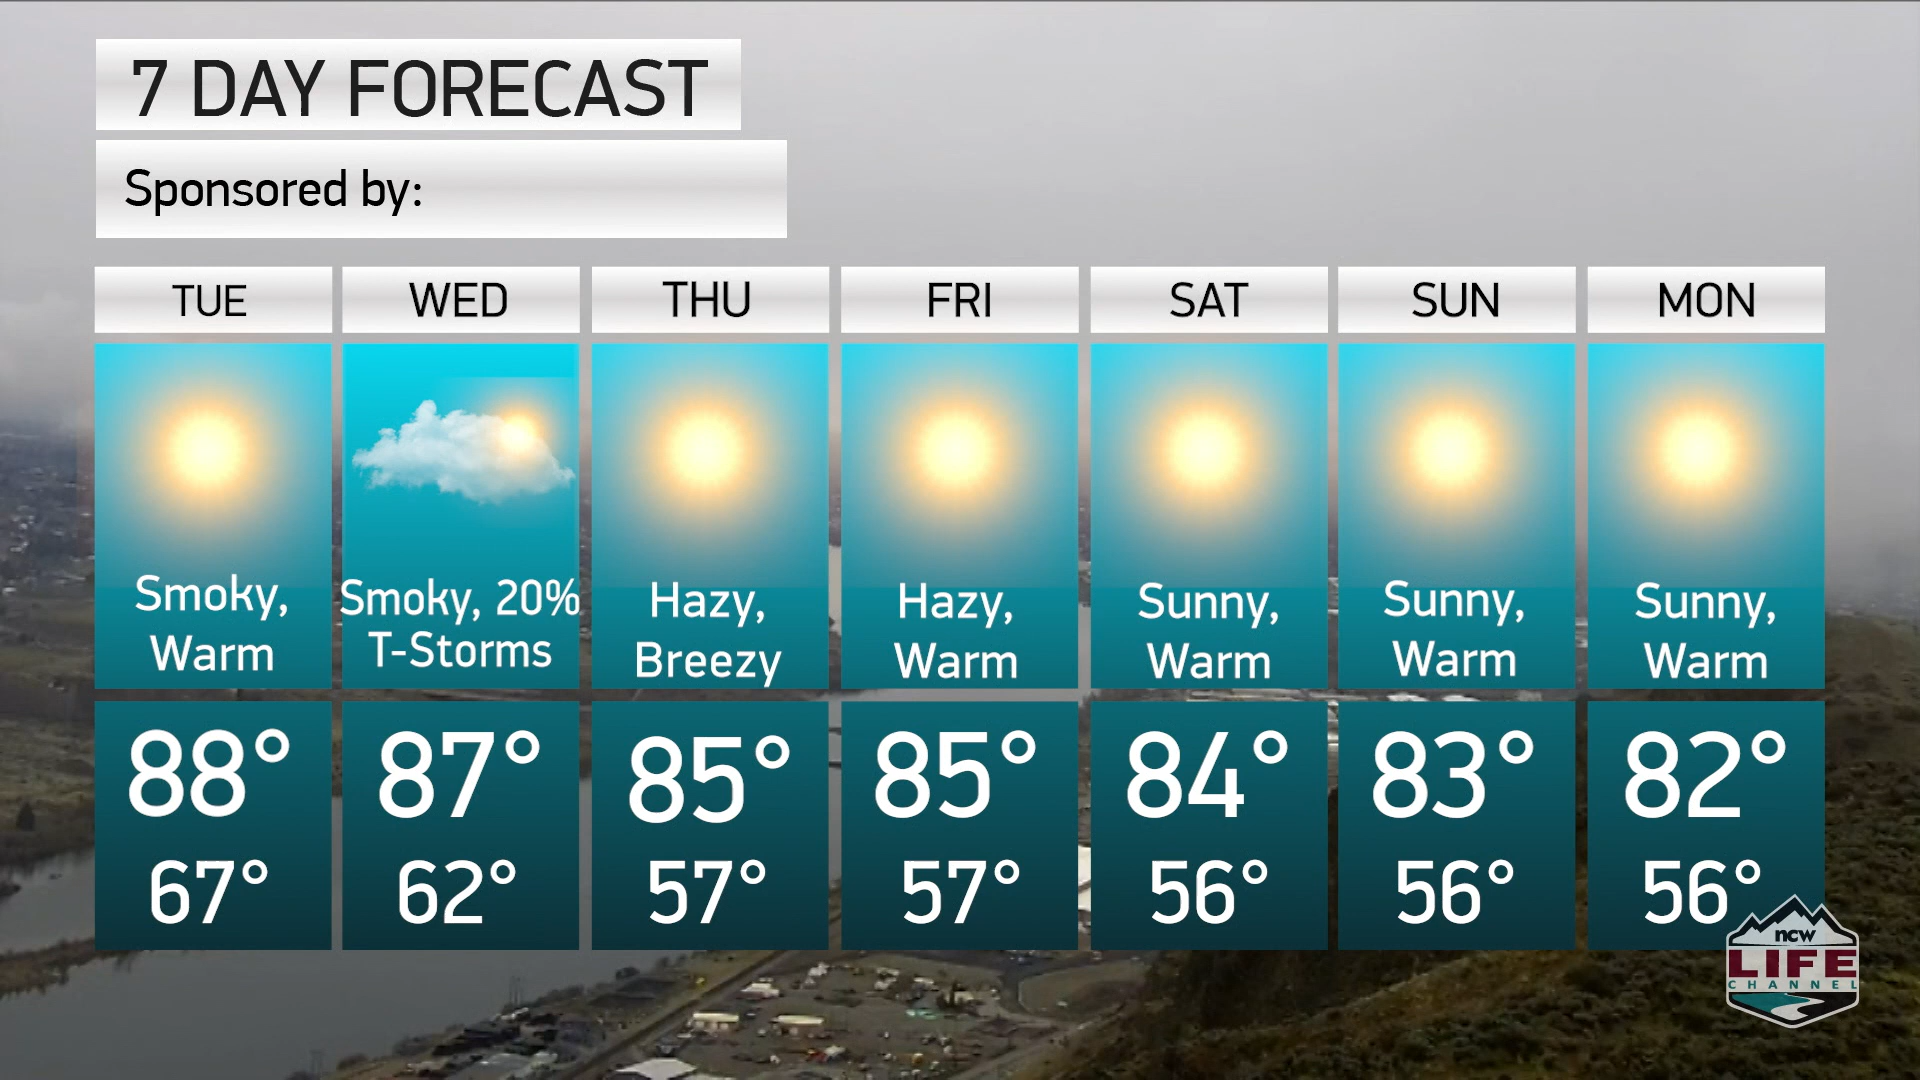 7 DAY FORECAST
Sponsored by:
TUE
WED
THU
FRI
SAT
SUN
MON
Smoky,
Warm
Smoky, 20%
T-Storms
Hazy,
Breezy
Hazy,
Warm
Sunny,
Warm
Sunny,
Warm
Sunny,
Warm
88°
87°
85°
85°
84°
83°
82°
67°
62°
57°
57°
56°
56°
56°
ncw
LIFE
CHANNEL